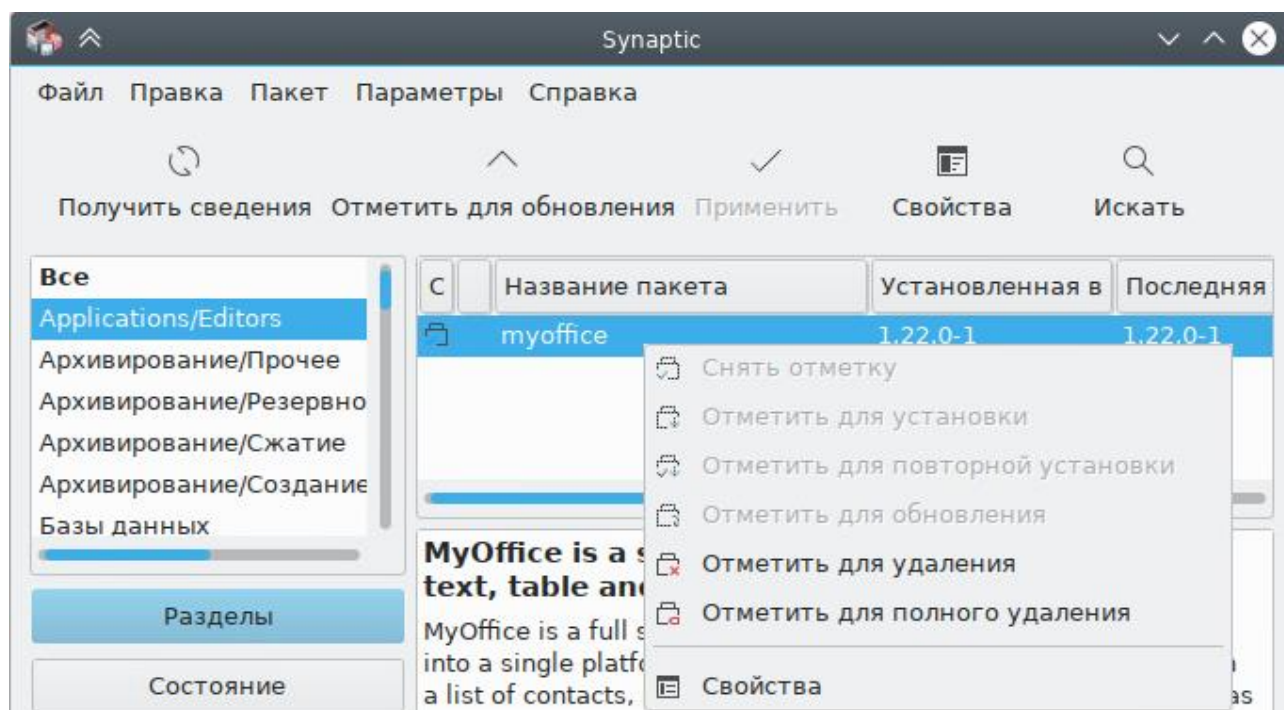 Synaptic
Файл Правка Пакет Параметры Справка
Получить сведения Отметить для обновления Применить Свойства Искать
Все
Applications/Editors
Архивирование/Прочее
Архивирование/Резервно
Архивирование/Сжатие
Архивирование/Создание
Базы данных
Разделы
Состояние
С Название пакета Установленная в Последняя
myoffice 1.22.0-1 1.22.0-1
Снять отметку
Отметить для установки
Отметить для повторной установки
Отметить для обновления
Отметить для удаления
Отметить для полного удаления
Свойства
MyOffice is a s
text, table and
MyOffice is a full s
into a single platfo
a list of contacts, as